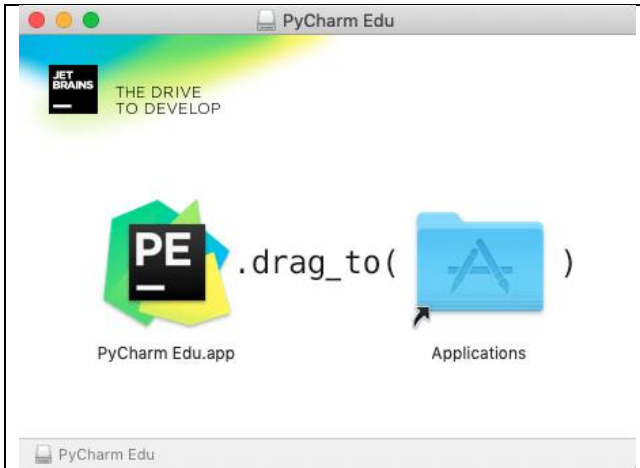 PyCharm Edu
JET
BRAINS
THE DRIVE
TO DEVELOP
PE
.drag_to( )
PyCharm Edu.app
Applications
PyCharm Edu